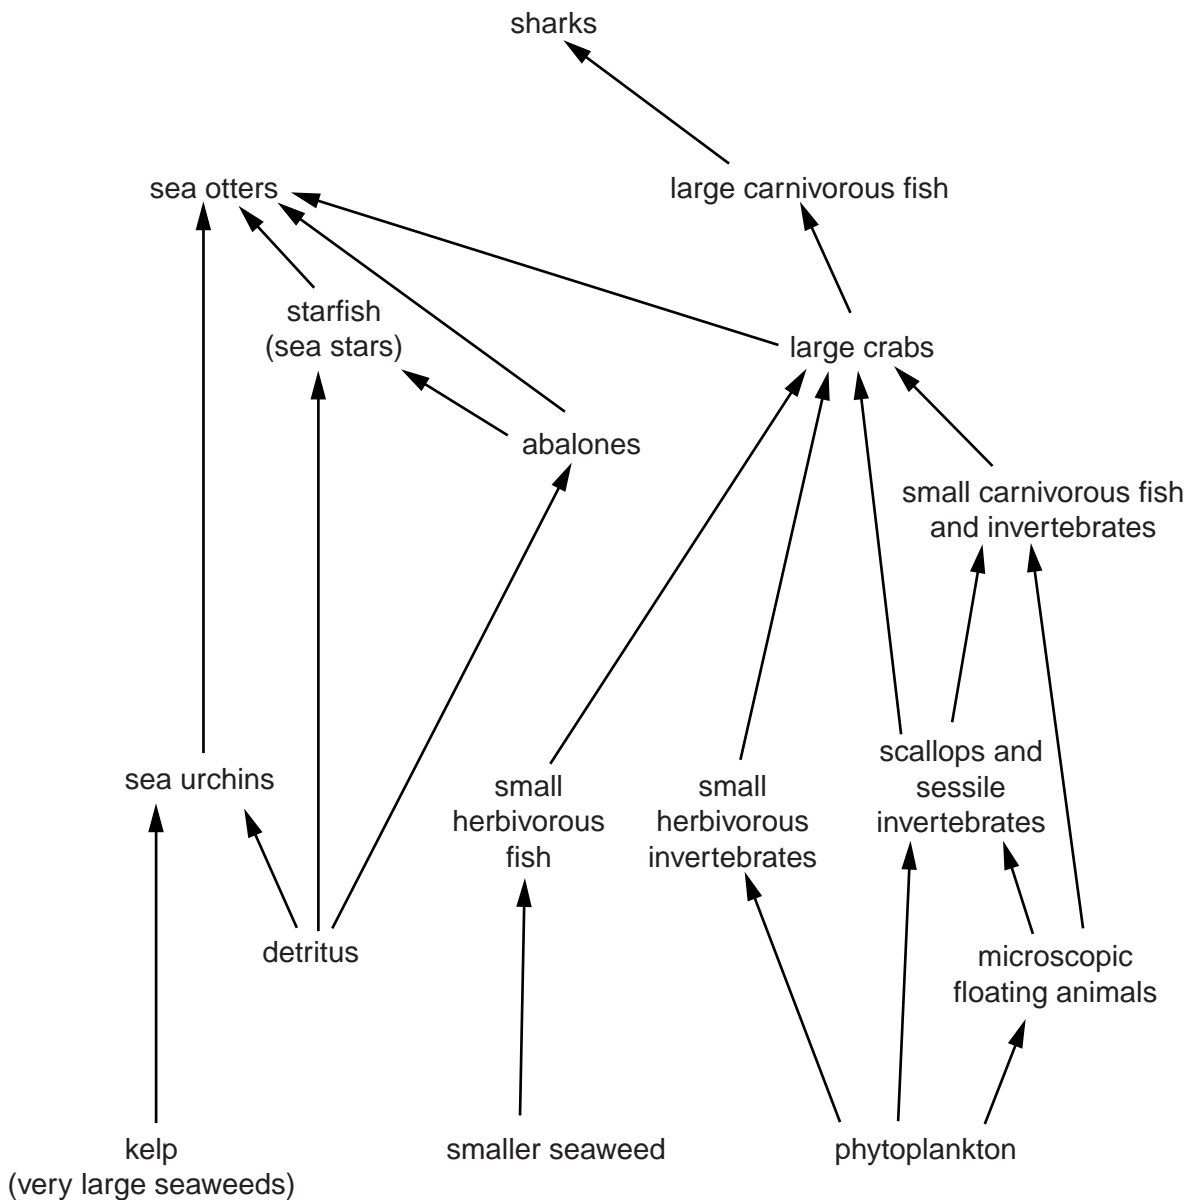 sharks
sea otters
large carnivorous fish
starfish
(sea stars)
large crabs
abalones
small carnivorous fish
and invertebrates
sea urchins
small
herbivorous
fish
small
herbivorous
invertebrates
scallops and
sessile
invertebrates
detritus
microscopic
floating animals
kelp
(very large seaweeds)
smaller seaweed
phytoplankton